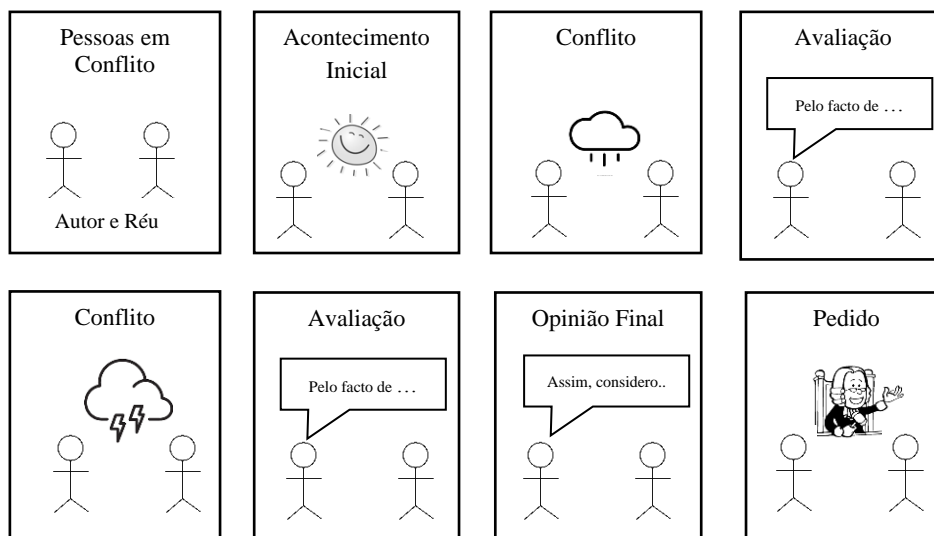 Pessoas em
Conflito
Autor e Réu
Acontecimento
Inicial
Conflito
Avaliação
Pelo facto de …
Conflito
Avaliação
Pelo facto de …
Opinião Final
Assim, considero..
Pedido